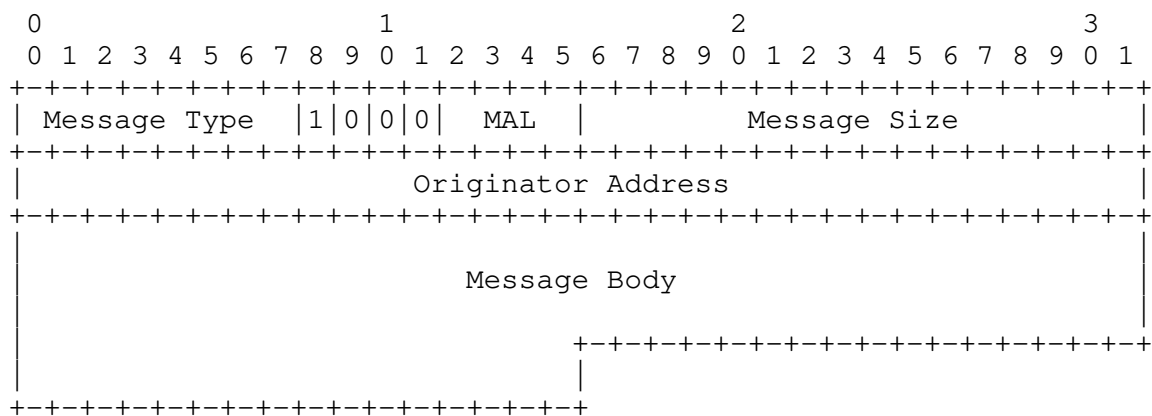 0                   1                   2                   3
 0 1 2 3 4 5 6 7 8 9 0 1 2 3 4 5 6 7 8 9 0 1 2 3 4 5 6 7 8 9 0 1
+-+-+-+-+-+-+-+-+-+-+-+-+-+-+-+-+-+-+-+-+-+-+-+-+-+-+-+-+-+-+-+-+
| Message Type  |1|0|0|0|  MAL  |         Message Size          |
+-+-+-+-+-+-+-+-+-+-+-+-+-+-+-+-+-+-+-+-+-+-+-+-+-+-+-+-+-+-+-+-+
|                      Originator Address                       |
+-+-+-+-+-+-+-+-+-+-+-+-+-+-+-+-+-+-+-+-+-+-+-+-+-+-+-+-+-+-+-+-+
|                                                               |
|                         Message Body                          |
|                                                               |
|                               +-+-+-+-+-+-+-+-+-+-+-+-+-+-+-+-+
|                               |
+-+-+-+-+-+-+-+-+-+-+-+-+-+-+-+-+